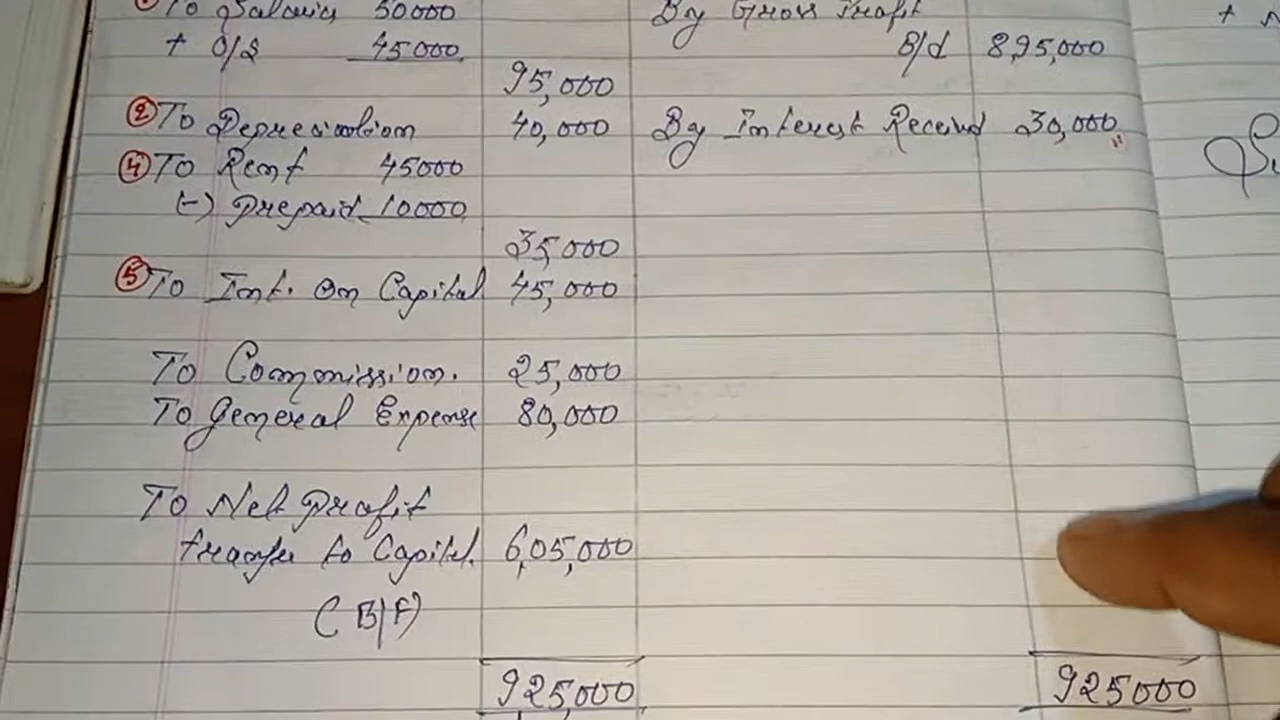 To Salaries 50000
+ O/S 45000
95,000
② To Depreciation 40,000
④ To Rent 45000
(-) Prepaid 10000
35,000
⑤ To Int. On Capital 45,000
To Commission. 25,000
To General Expense 80,000
To Net Profit
transfer to Capital. 6,05,000
(B/F)
925,000
By Gross Profit
B/d 8,95,000
By Interest Received 30,000
925000
+